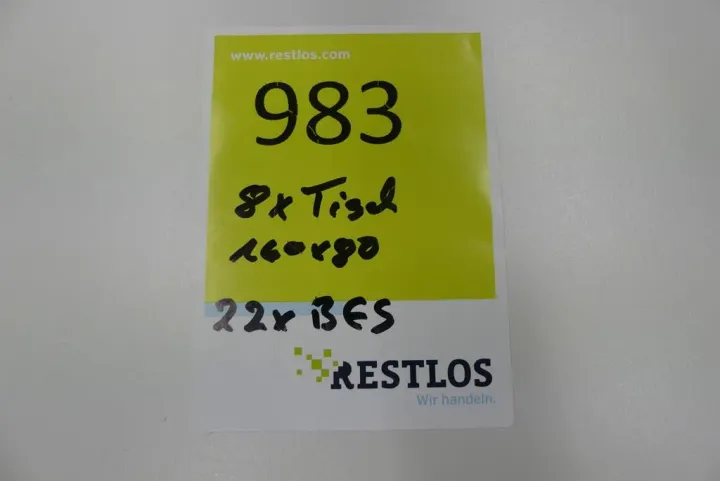 www.restlos.com
983
8x Tisch
160x80
22x BES
RESTLOS
Wir handeln.